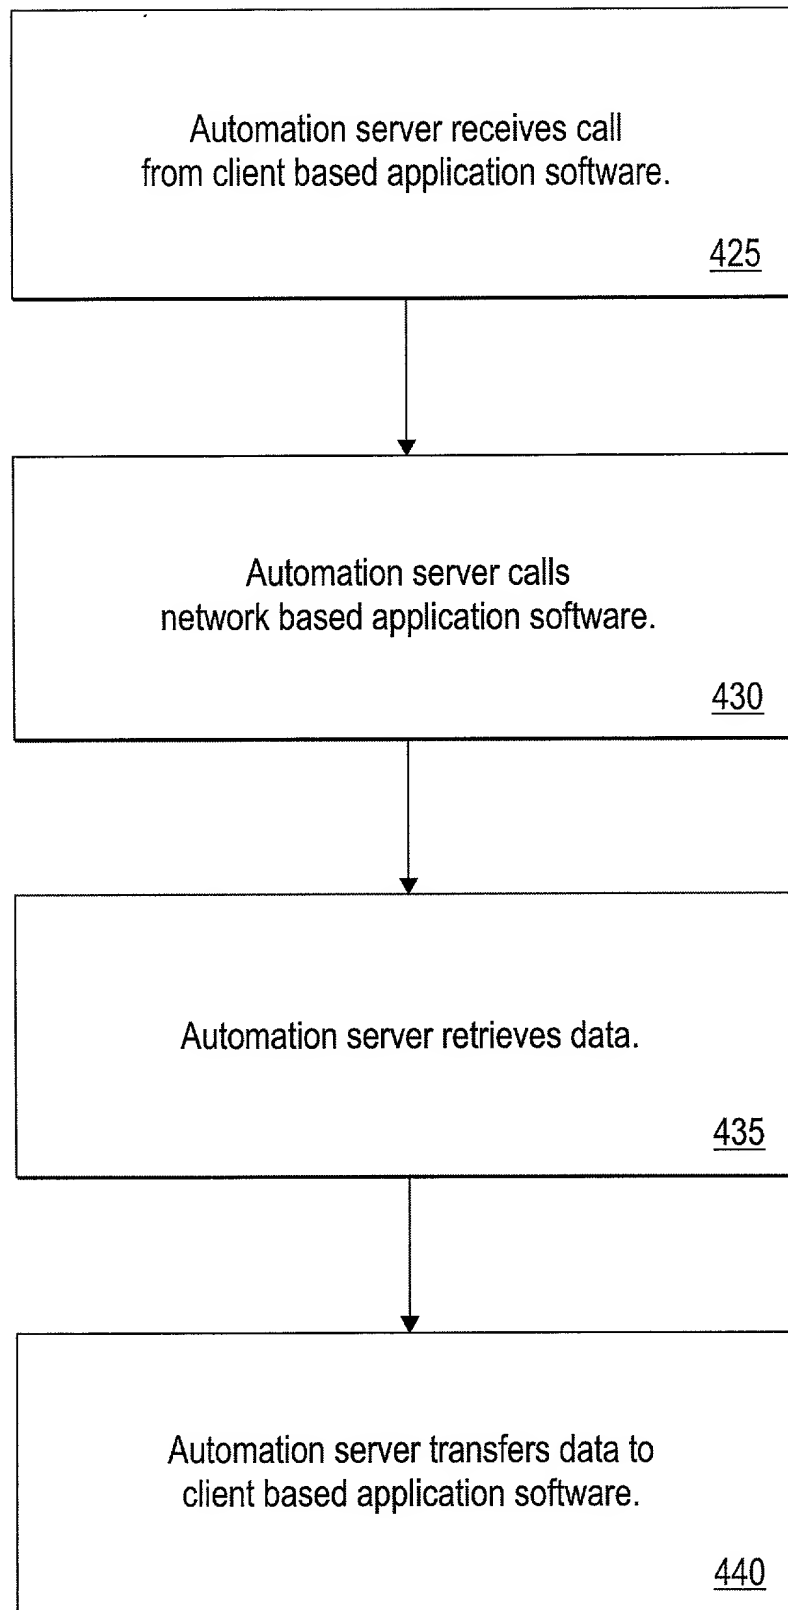 Automation server receives call
from client based application software.
425
Automation server calls
network based application software.
430
Automation server retrieves data.
435
Automation server transfers data to
client based application software.
440